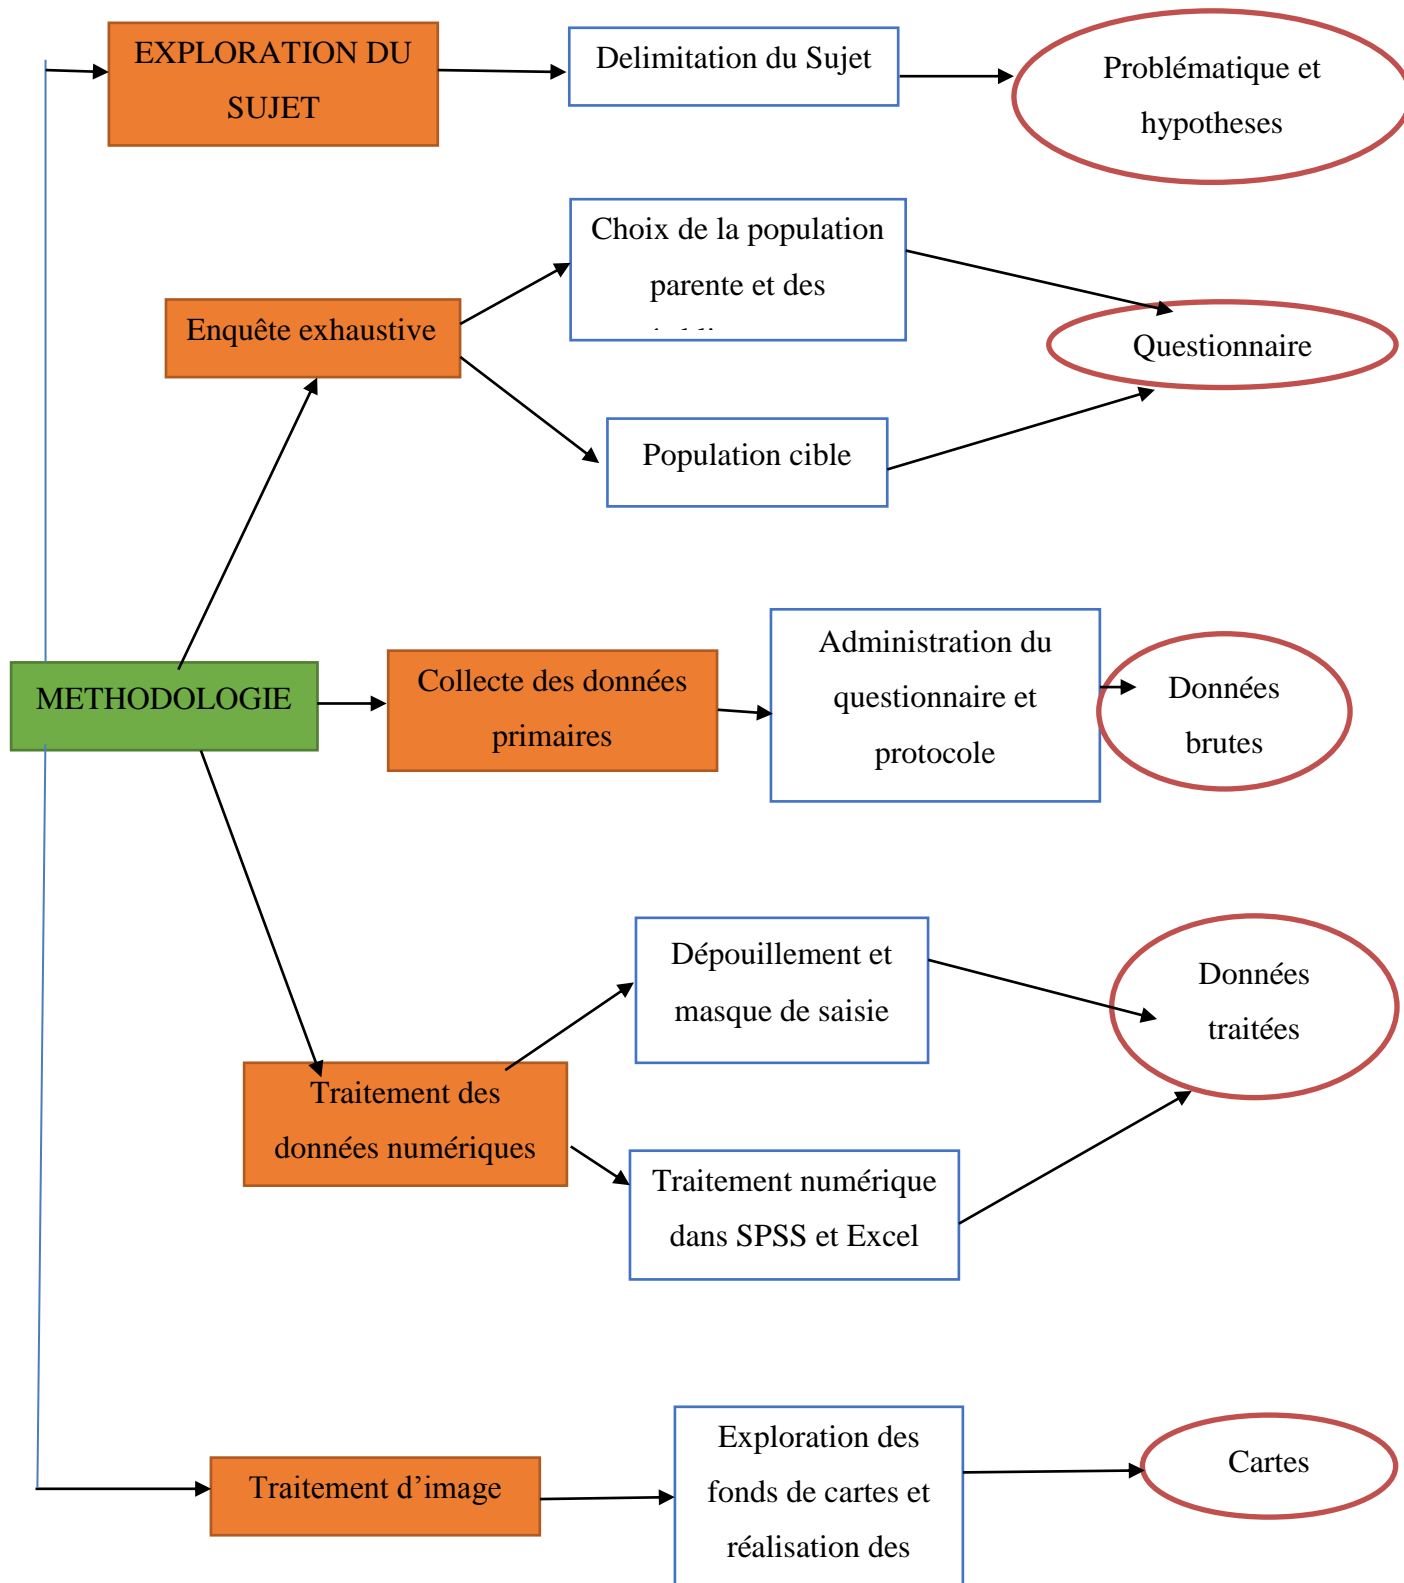 EXPLORATION DU
SUJET
Delimitation du Sujet
Problématique et
hypotheses
Choix de la population
parente et des
Enquête exhaustive
Questionnaire
Population cible
METHODOLOGIE
Collecte des données
primaires
Administration du
questionnaire et
protocole
Données
brutes
Dépouillement et
masque de saisie
Données
traitées
Traitement des
données numériques
Traitement numérique
dans SPSS et Excel
Traitement d’image
Exploration des
fonds de cartes et
réalisation des
Cartes